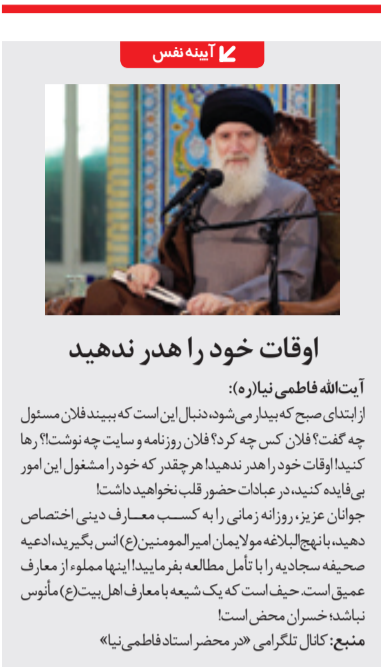 آیینه نفس
اوقات خود را هدر ندهید
آیت‌الله فاطمی نیا(ره):
از ابتدای صبح که بیدار می‌شود، دنبال این است که ببیند فلان مسئول
چه گفت؟ فلان کس چه کرد؟ فلان روزنامه و سایت چه نوشت!؟ رها
کنید! اوقات خود را هدر ندهید! هر چقدر که خود را مشغول این امور
بی‌فایده کنید، در عبادات حضور قلب نخواهید داشت!
جوانان عزیز، روزانه زمانی را به کسب معارف دینی اختصاص
دهید، با نهج‌البلاغه مولایمان امیرالمومنین(ع) انس بگیرید، ادعیه
صحیفه سجادیه را با تأمل مطالعه بفرمایید! اینها مملوء از معارف
عمیق است. حیف است که یک شیعه با معارف اهل‌بیت(ع) مأنوس
نباشد؛ خسران محض است!
منبع: کانال تلگرامی «در محضر استاد فاطمی‌نیا»